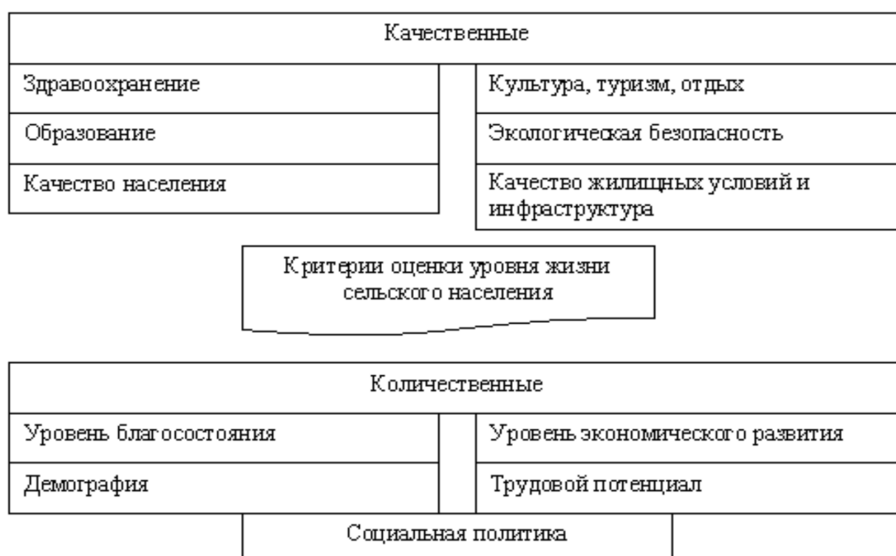 Качественные
Здравоохранение
Культура, туризм, отдых
Образование
Экологическая безопасность
Качество населения
Качество жилищных условий и
инфраструктура
Критерии оценки уровня жизни
сельского населения
Количественные
Уровень благосостояния
Уровень экономического развития
Демография
Трудовой потенциал
Социальная политика